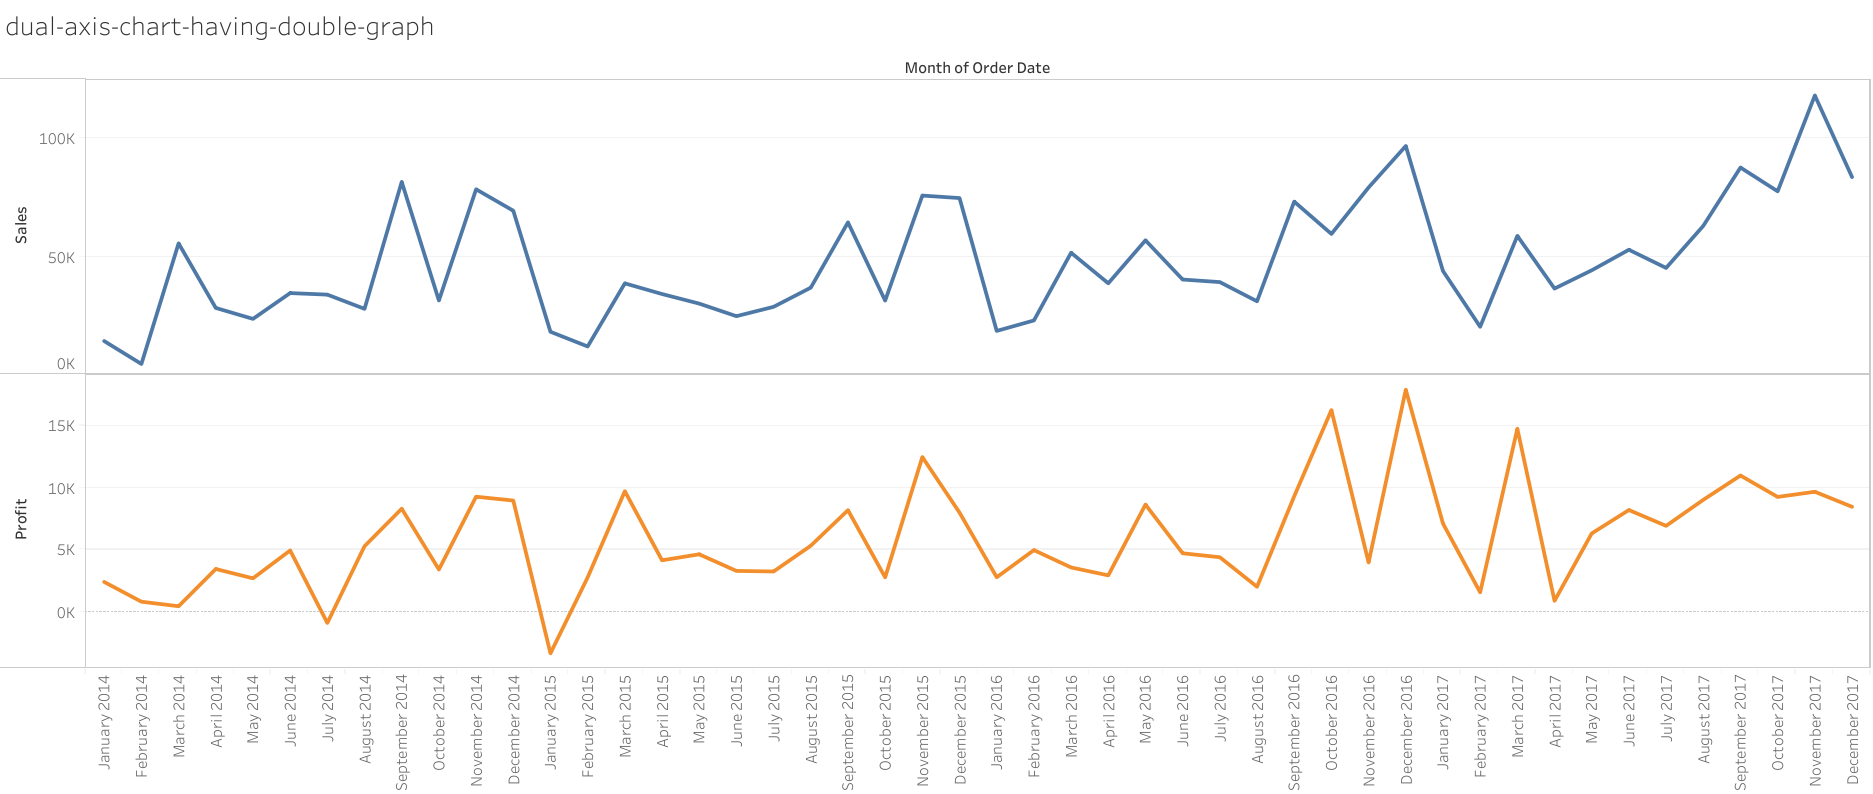 dual-axis-chart-having-double-graph
Month of Order Date
Sales
100K
50K
0K
Profit
15K
10K
5K
0K
January 2014
February 2014
March 2014
April 2014
May 2014
June 2014
July 2014
August 2014
September 2014
October 2014
November 2014
December 2014
January 2015
February 2015
March 2015
April 2015
May 2015
June 2015
July 2015
August 2015
September 2015
October 2015
November 2015
December 2015
January 2016
February 2016
March 2016
April 2016
May 2016
June 2016
July 2016
August 2016
September 2016
October 2016
November 2016
December 2016
January 2017
February 2017
March 2017
April 2017
May 2017
June 2017
July 2017
August 2017
September 2017
October 2017
November 2017
December 2017